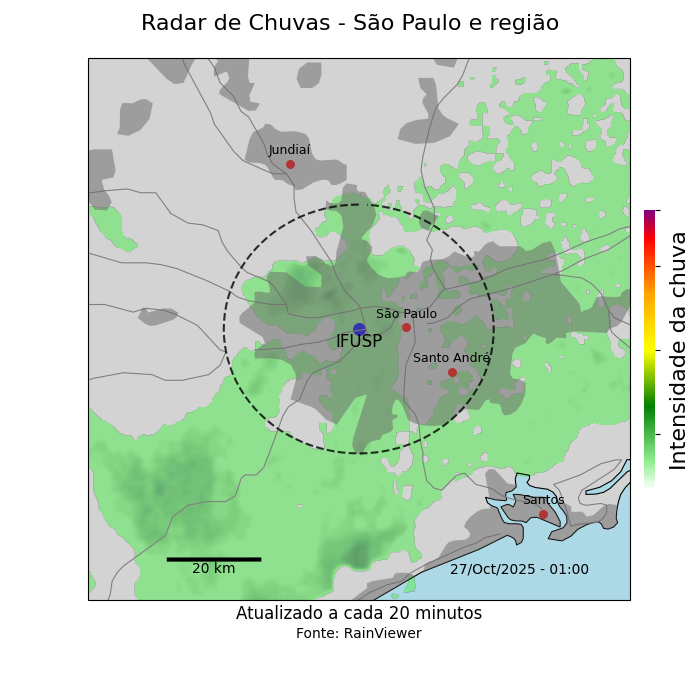 Radar de Chuvas - São Paulo e região
Jundiaí
São Paulo
IFUSP
Santo André
Santos
20 km
27/Oct/2025 - 01:00
Intensidade da chuva
Atualizado a cada 20 minutos
Fonte: RainViewer